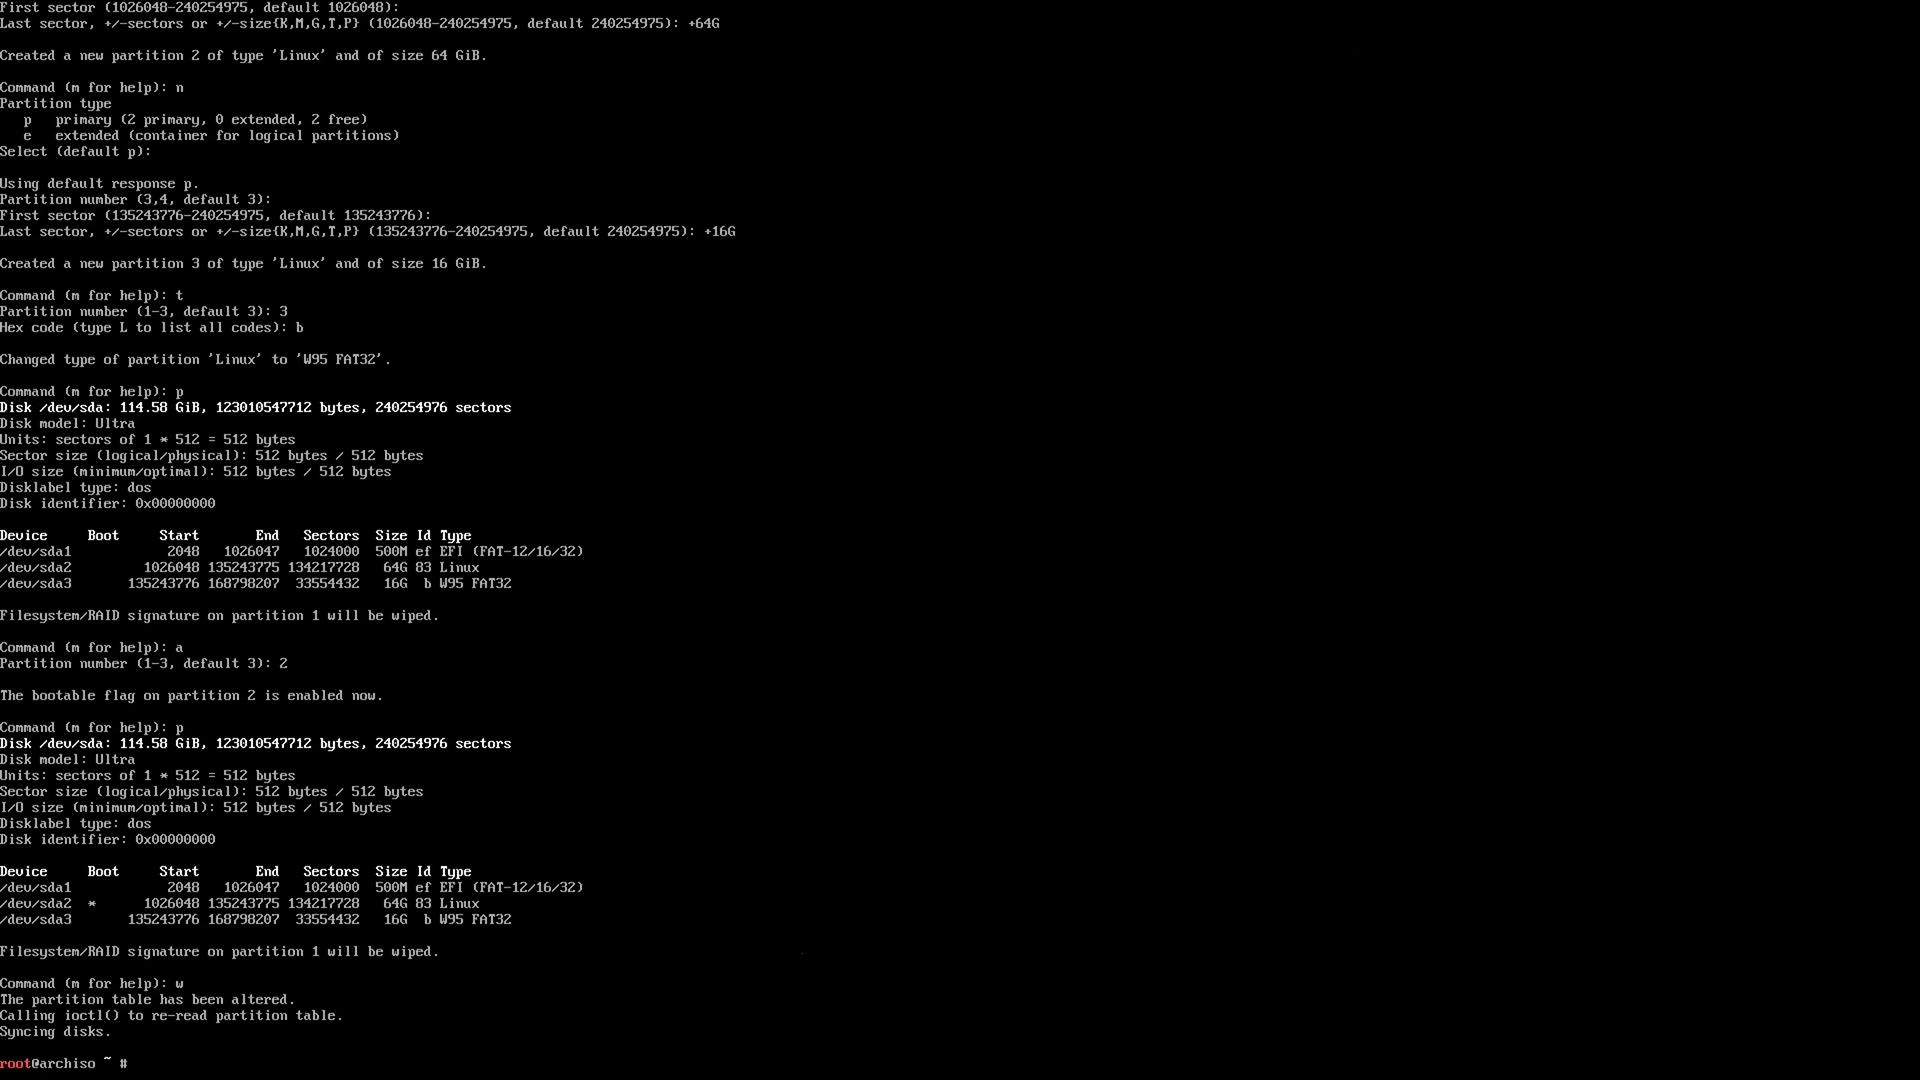 First sector (1026048-240254975, default 1026048):
Last sector, +/-sectors or +/-size{K,M,G,T,P} (1026048-240254975, default 240254975): +64G
Created a new partition 2 of type 'Linux' and of size 64 GiB.
Command (m for help): n
Partition type
   p   primary (2 primary, 0 extended, 2 free)
   e   extended (container for logical partitions)
Select (default p):
Using default response p.
Partition number (3,4, default 3):
First sector (135243776-240254975, default 135243776):
Last sector, +/-sectors or +/-size{K,M,G,T,P} (135243776-240254975, default 240254975): +16G
Created a new partition 3 of type 'Linux' and of size 16 GiB.
Command (m for help): t
Partition number (1-3, default 3): 3
Hex code (type L to list all codes): b
Changed type of partition 'Linux' to 'W95 FAT32'.
Command (m for help): p
Disk /dev/sda: 114.58 GiB, 123010547712 bytes, 240254976 sectors
Disk model: Ultra
Units: sectors of 1 * 512 = 512 bytes
Sector size (logical/physical): 512 bytes / 512 bytes
I/O size (minimum/optimal): 512 bytes / 512 bytes
Disklabel type: dos
Disk identifier: 0x00000000
Device     Boot     Start       End   Sectors  Size Id Type
/dev/sda1            2048   1026047   1024000  500M ef EFI (FAT-12/16/32)
/dev/sda2         1026048 135243775 134217728   64G 83 Linux
/dev/sda3       135243776 168798207  33554432   16G  b W95 FAT32
Filesystem/RAID signature on partition 1 will be wiped.
Command (m for help): a
Partition number (1-3, default 3): 2
The bootable flag on partition 2 is enabled now.
Command (m for help): p
Disk /dev/sda: 114.58 GiB, 123010547712 bytes, 240254976 sectors
Disk model: Ultra
Units: sectors of 1 * 512 = 512 bytes
Sector size (logical/physical): 512 bytes / 512 bytes
I/O size (minimum/optimal): 512 bytes / 512 bytes
Disklabel type: dos
Disk identifier: 0x00000000
Device     Boot     Start       End   Sectors  Size Id Type
/dev/sda1            2048   1026047   1024000  500M ef EFI (FAT-12/16/32)
/dev/sda2  *      1026048 135243775 134217728   64G 83 Linux
/dev/sda3       135243776 168798207  33554432   16G  b W95 FAT32
Filesystem/RAID signature on partition 1 will be wiped.
Command (m for help): w
The partition table has been altered.
Calling ioctl() to re-read partition table.
Syncing disks.
root@archiso ~ #